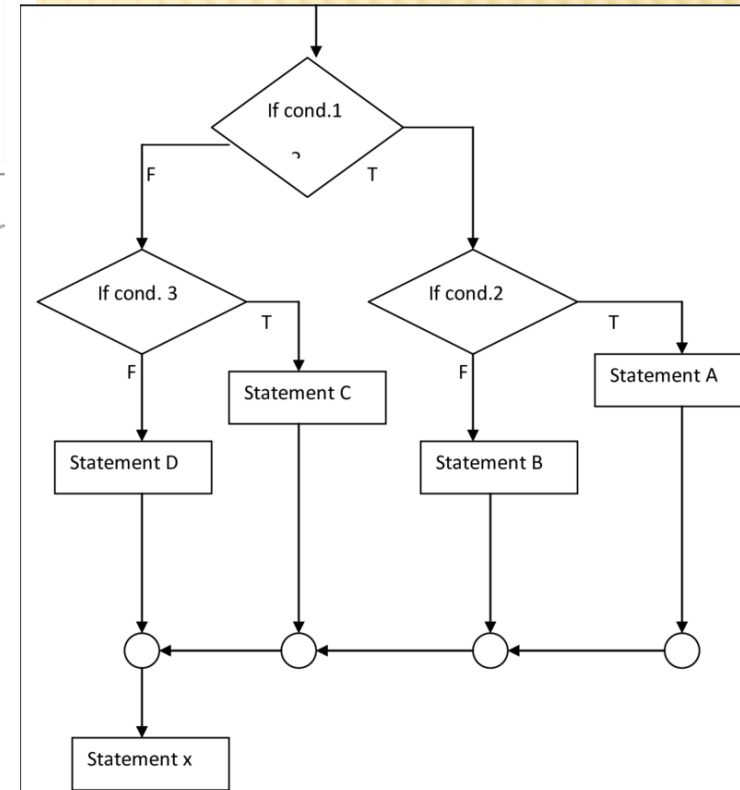 If cond.1
?
F
T
If cond. 3
If cond.2
T
T
F
F
Statement C
Statement A
Statement D
Statement B
Statement x